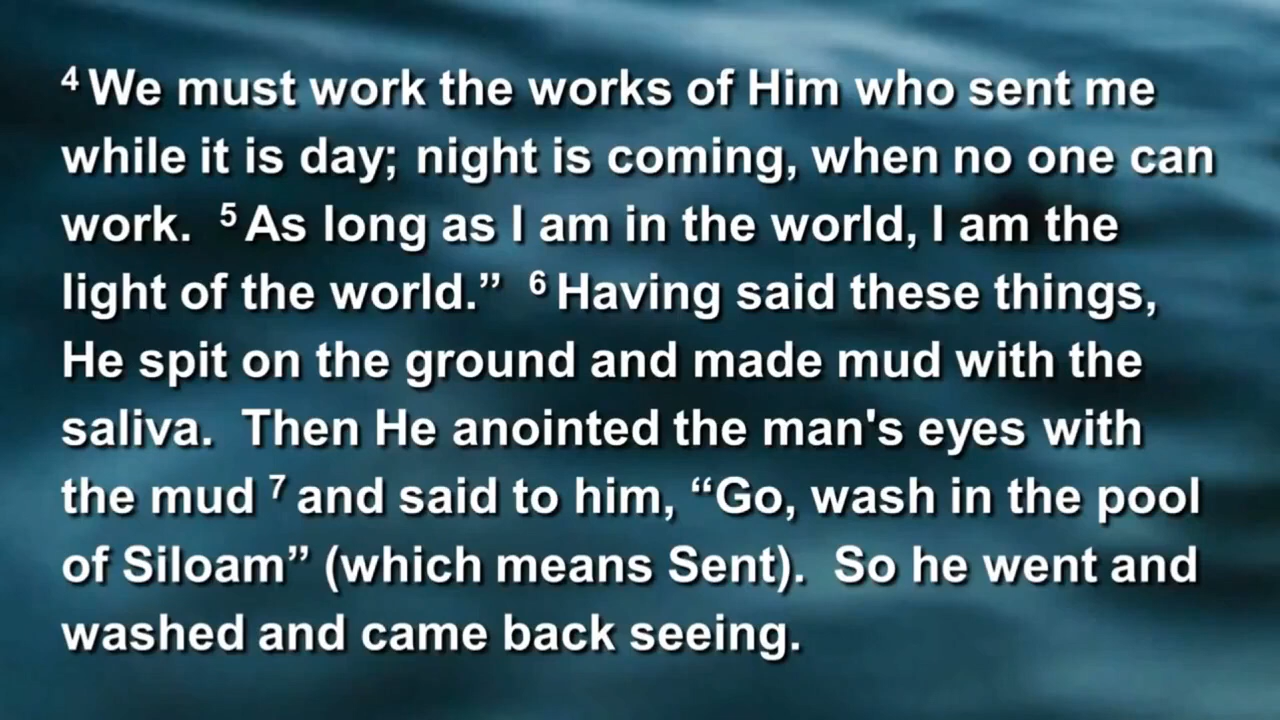 4 We must work the works of Him who sent me
while it is day; night is coming, when no one can
work.  5 As long as I am in the world, I am the
light of the world.”  6 Having said these things,
He spit on the ground and made mud with the
saliva.  Then He anointed the man's eyes with
the mud 7 and said to him, “Go, wash in the pool
of Siloam” (which means Sent).  So he went and
washed and came back seeing.